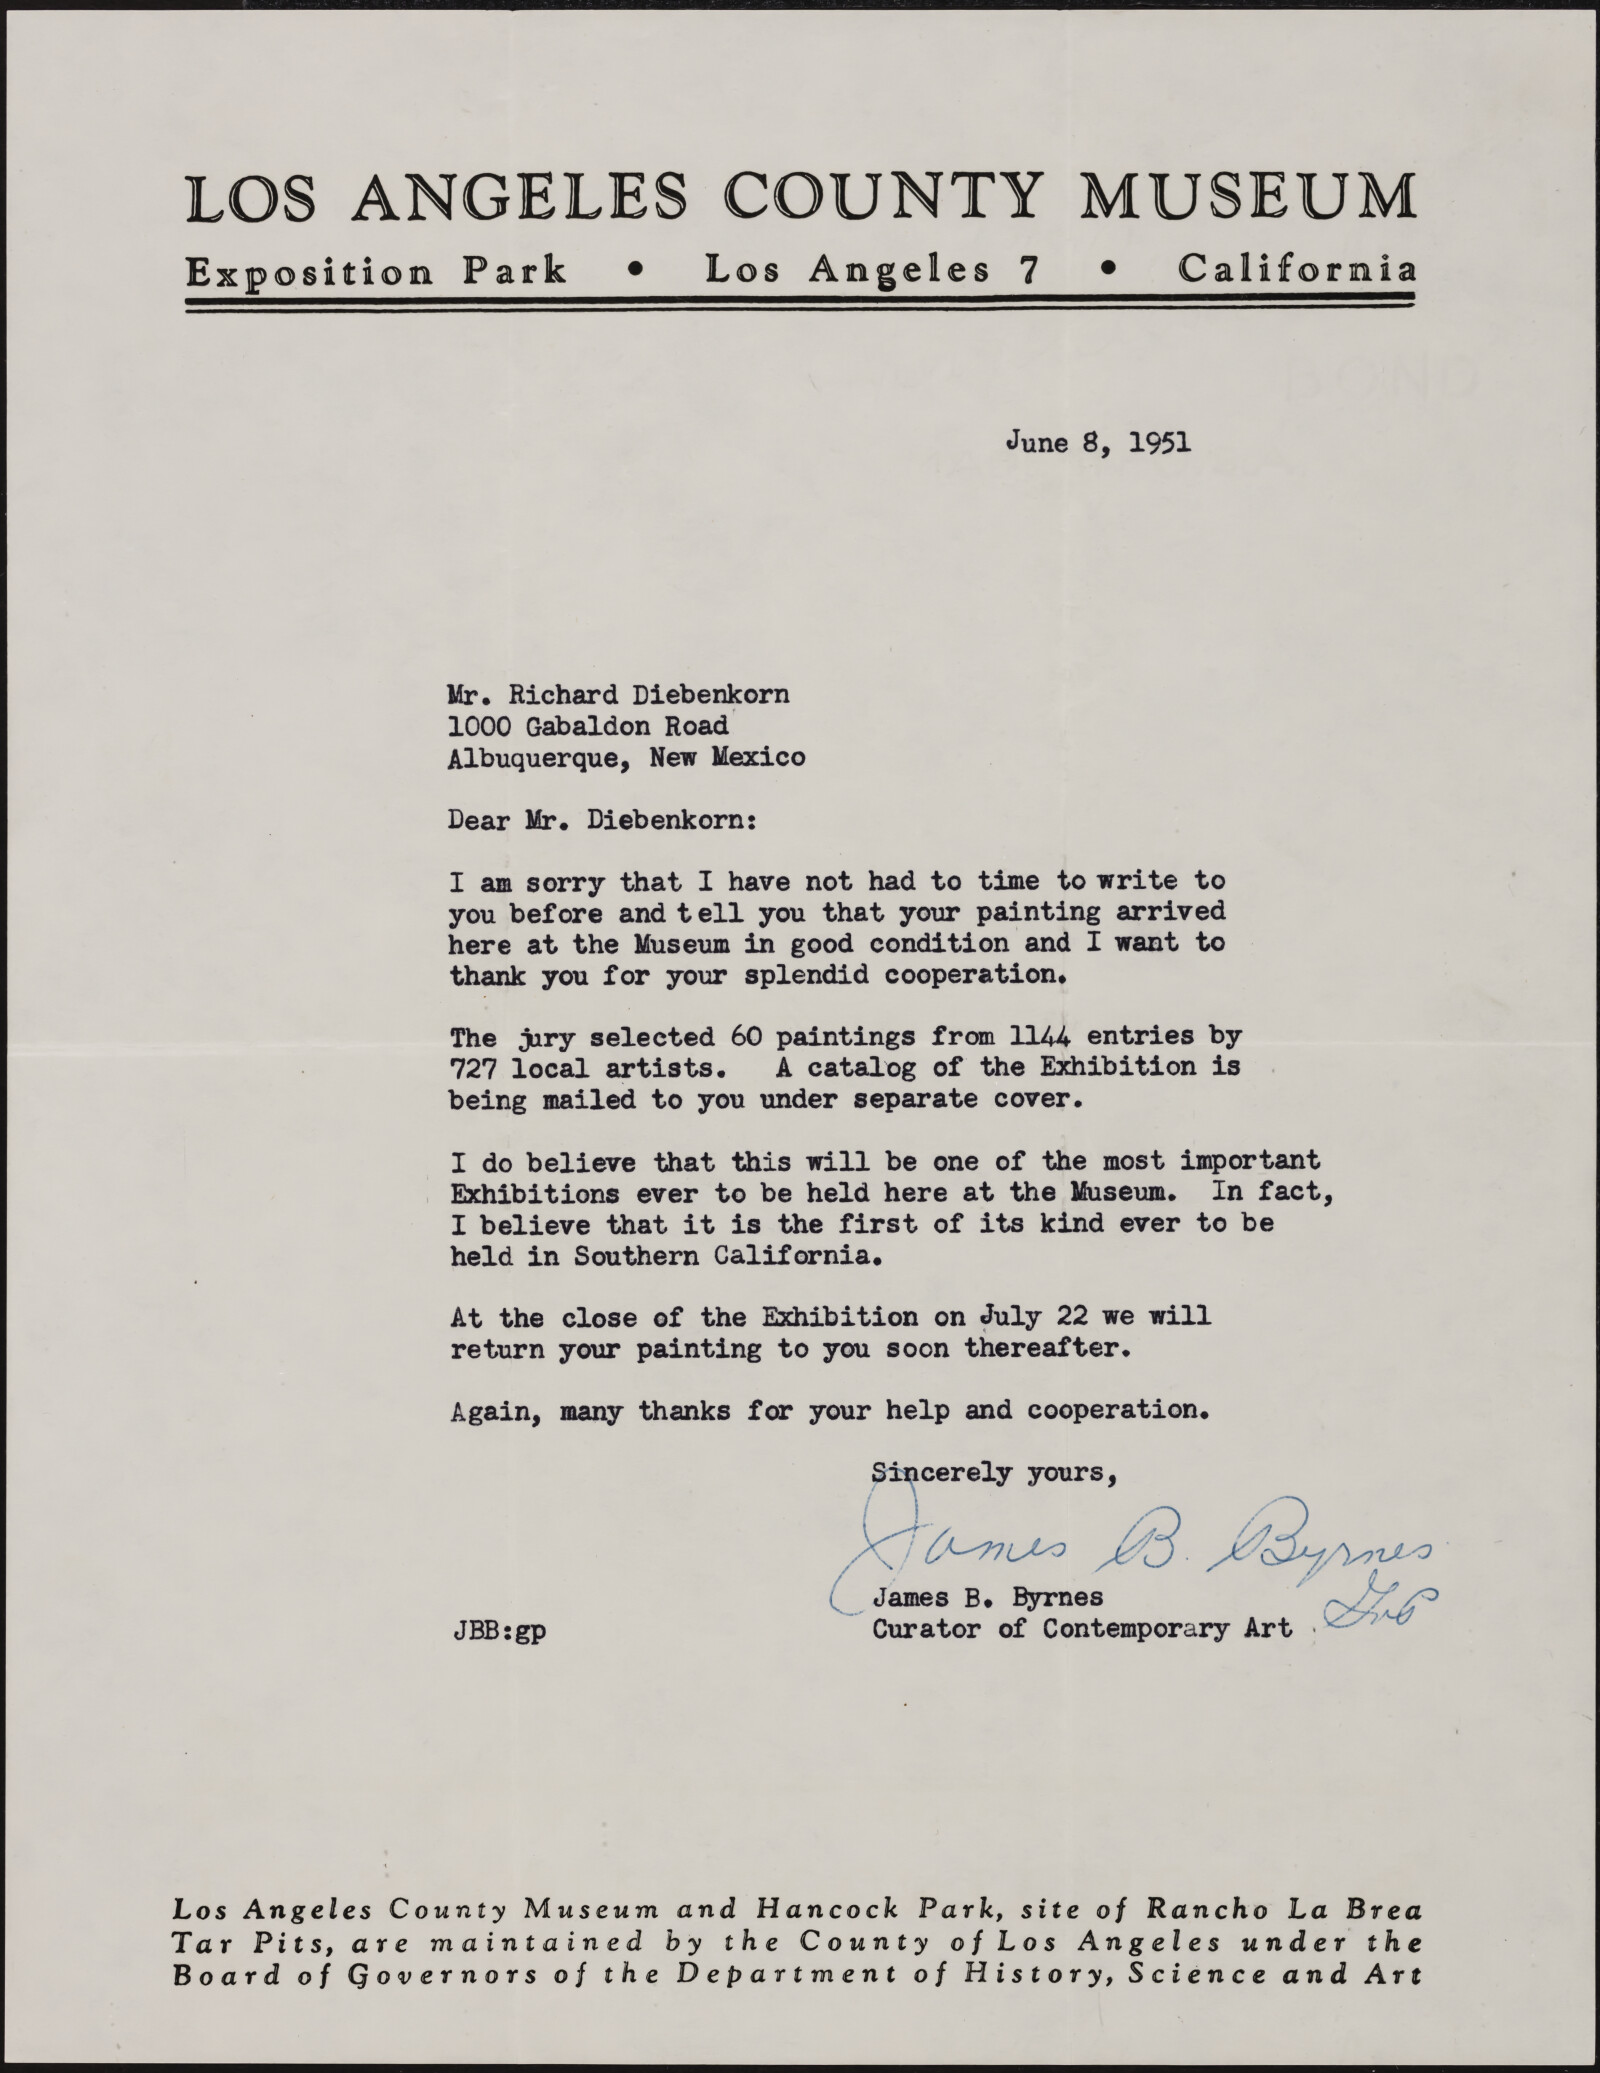 LOS ANGELES COUNTY MUSEUM
Exposition Park • Los Angeles 7 • California
June 8, 1951
Mr. Richard Diebenkorn
1000 Gabaldon Road
Albuquerque, New Mexico
Dear Mr. Diebenkorn:
I am sorry that I have not had to time to write to
you before and tell you that your painting arrived
here at the Museum in good condition and I want to
thank you for your splendid cooperation.
The jury selected 60 paintings from 1144 entries by
727 local artists. A catalog of the Exhibition is
being mailed to you under separate cover.
I do believe that this will be one of the most important
Exhibitions ever to be held here at the Museum. In fact,
I believe that it is the first of its kind ever to be
held in Southern California.
At the close of the Exhibition on July 22 we will
return your painting to you soon thereafter.
Again, many thanks for your help and cooperation.
Sincerely yours,
James B. Byrnes
James B. Byrnes
JBB:gp Curator of Contemporary Art
Los Angeles County Museum and Hancock Park, site of Rancho La Brea
Tar Pits, are maintained by the County of Los Angeles under the
Board of Governors of the Department of History, Science and Art